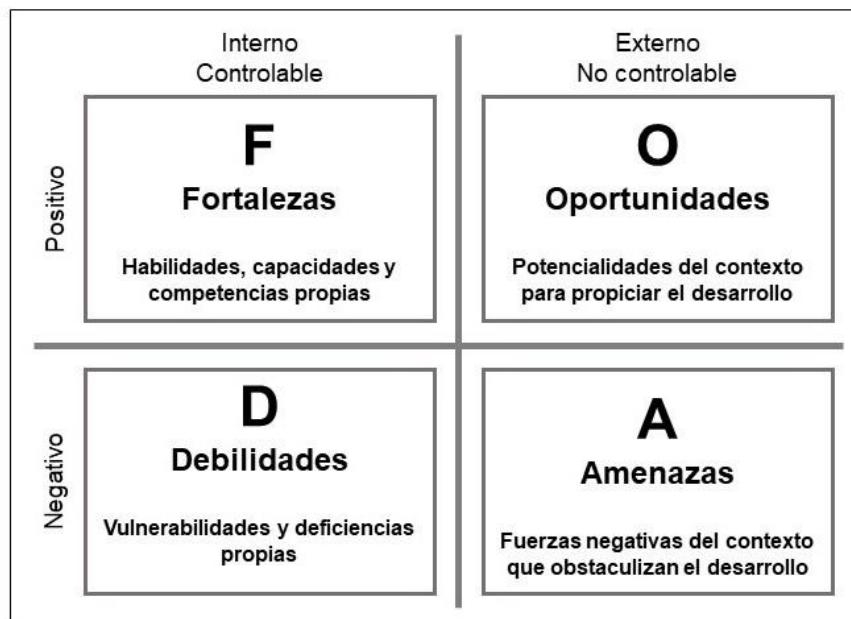 Interno
Controlable
Externo
No controlable
Positivo
F
Fortalezas
Habilidades, capacidades y
competencias propias
O
Oportunidades
Potencialidades del contexto
para propiciar el desarrollo
Negativo
D
Debilidades
Vulnerabilidades y deficiencias
propias
A
Amenazas
Fuerzas negativas del contexto
que obstaculizan el desarrollo